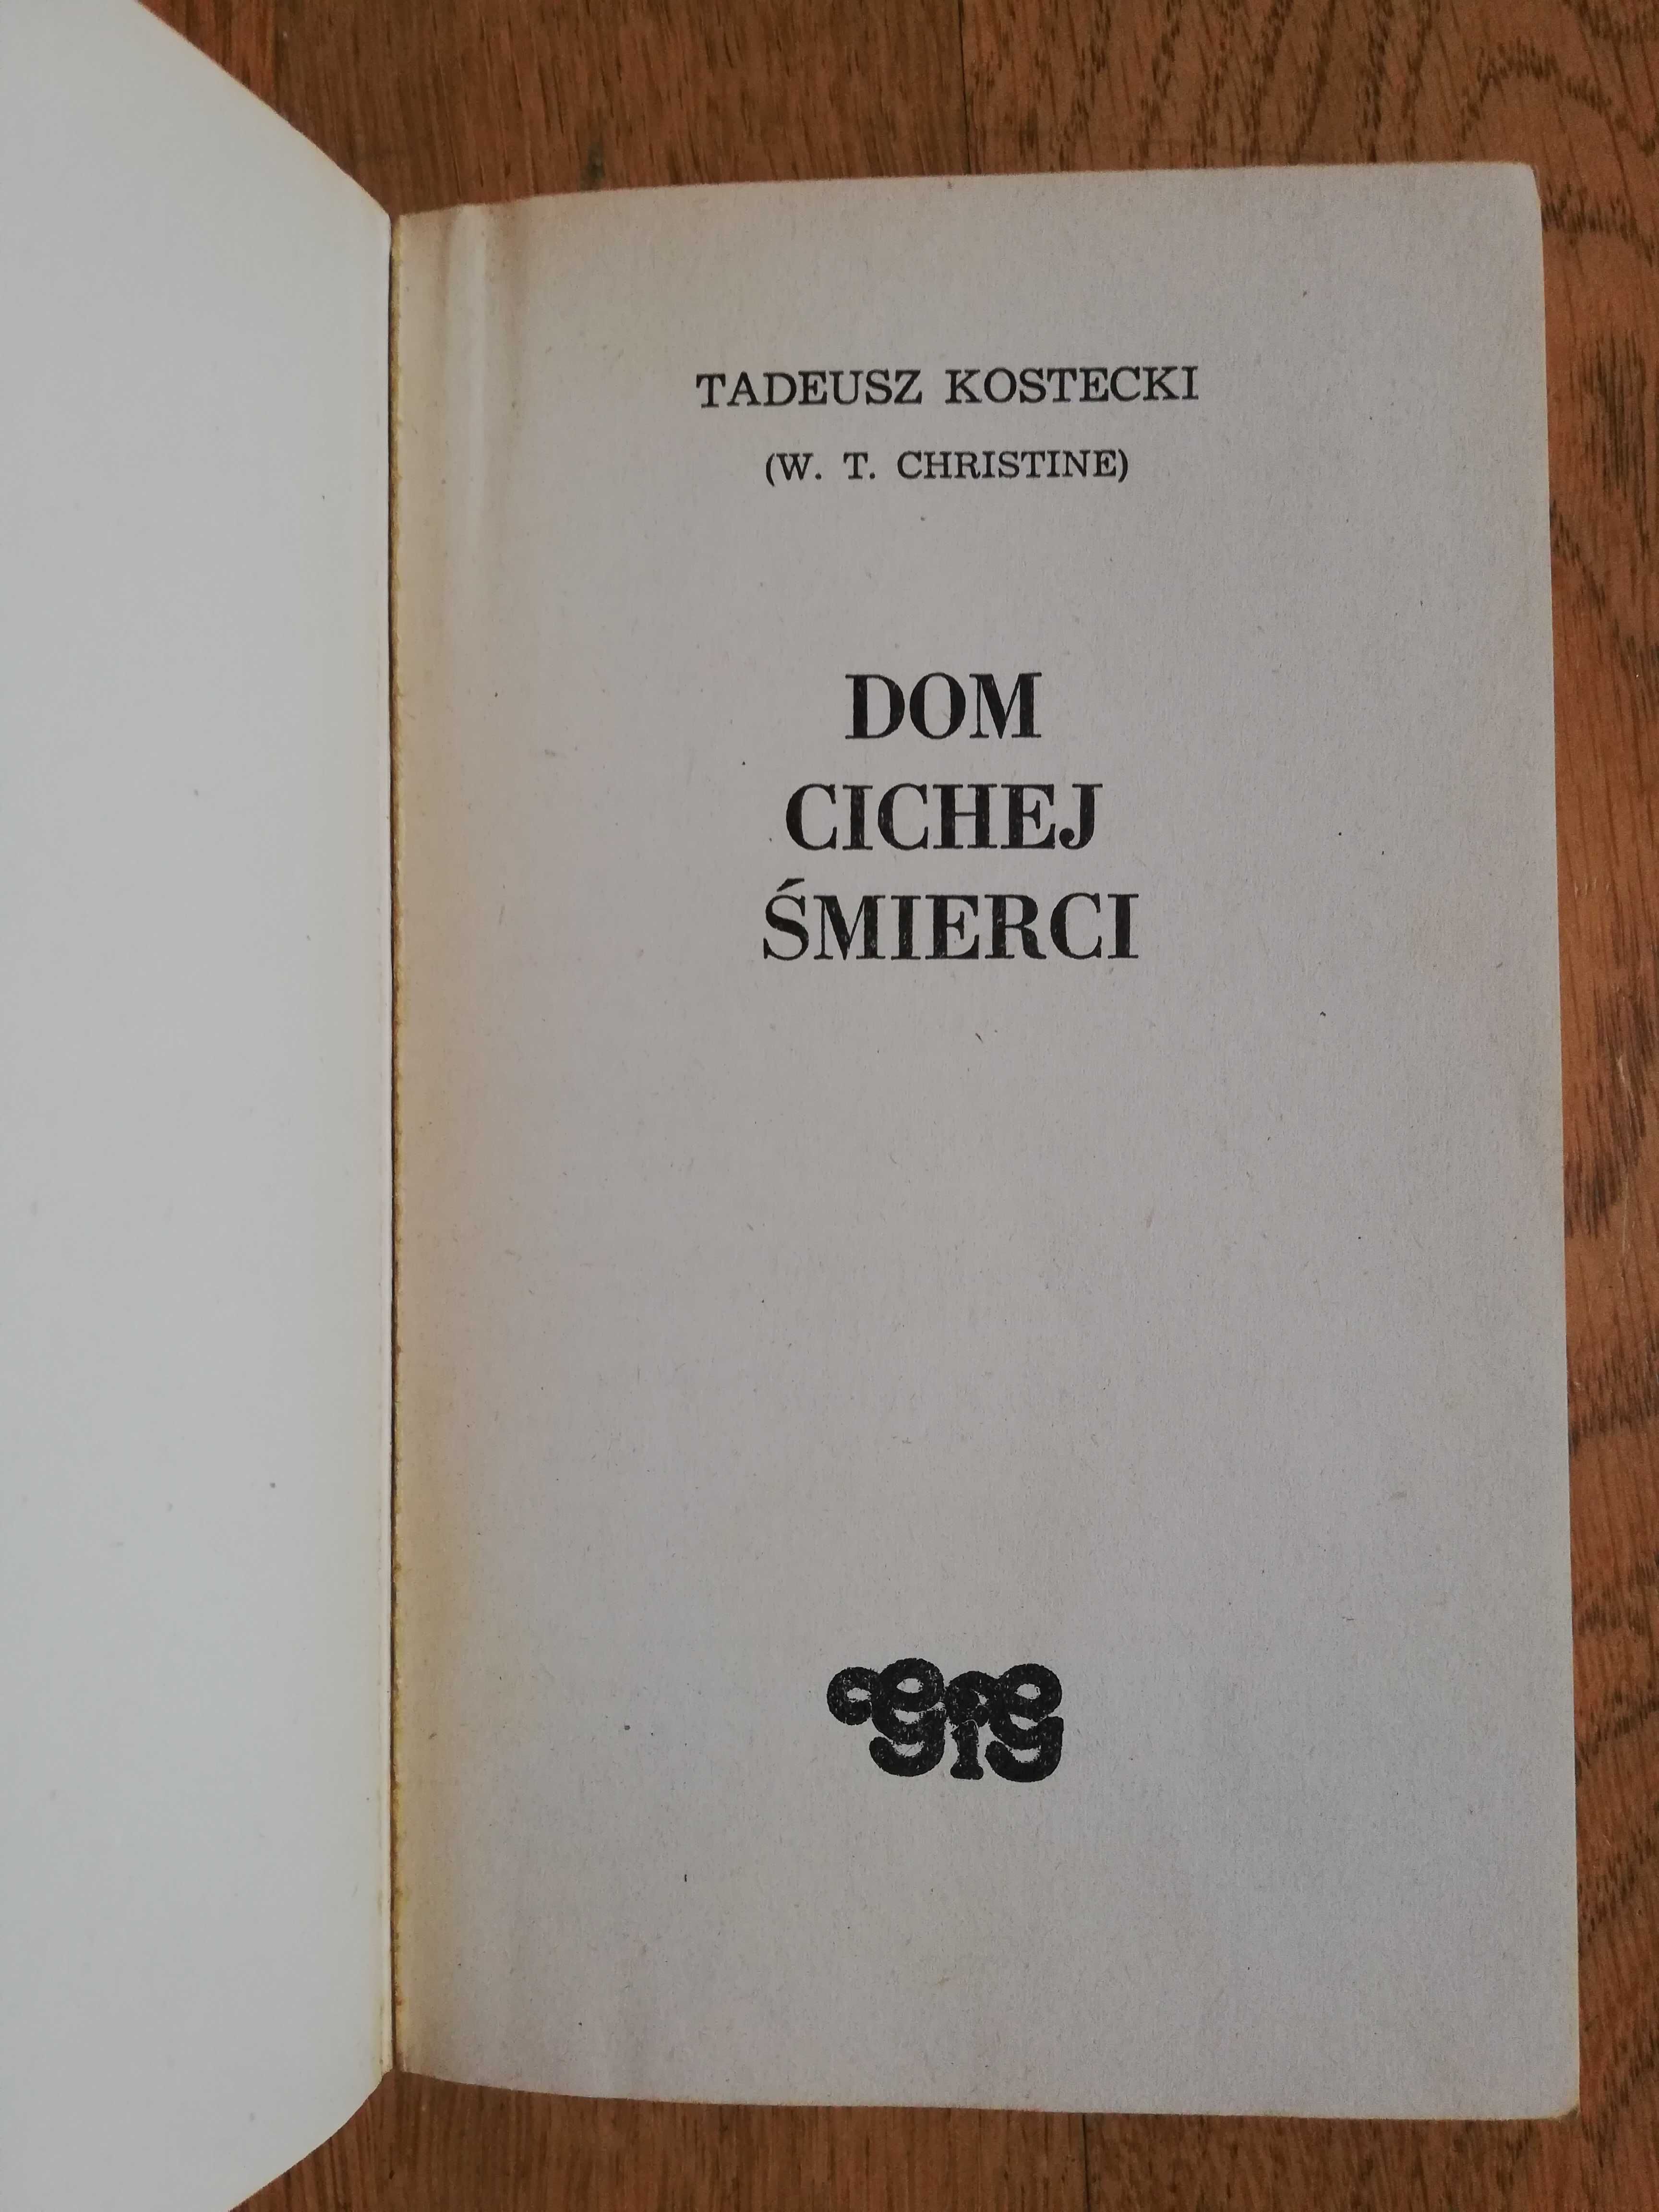 TADEUSZ KOSTECKI
(W. T. CHRISTINE)
DOM
CICHEJ
ŚMIERCI